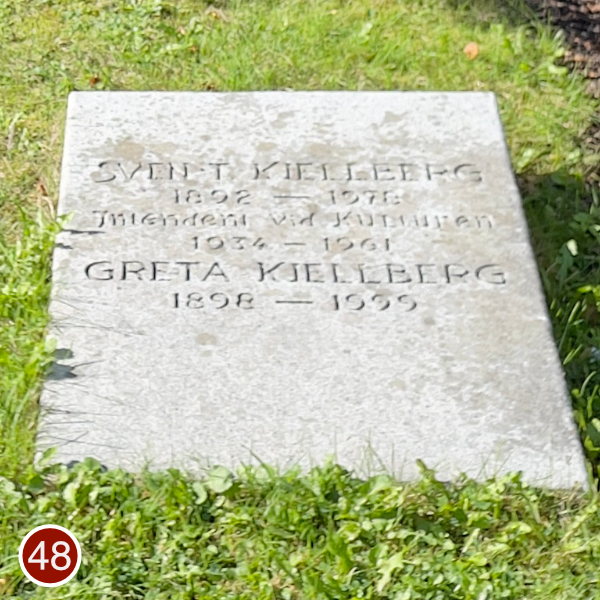 SVEN T. KJELLBERG
1892 — 1978
Intendent vid Kulturen
1934 — 1961
GRETA KJELLBERG
1898 — 1999
48